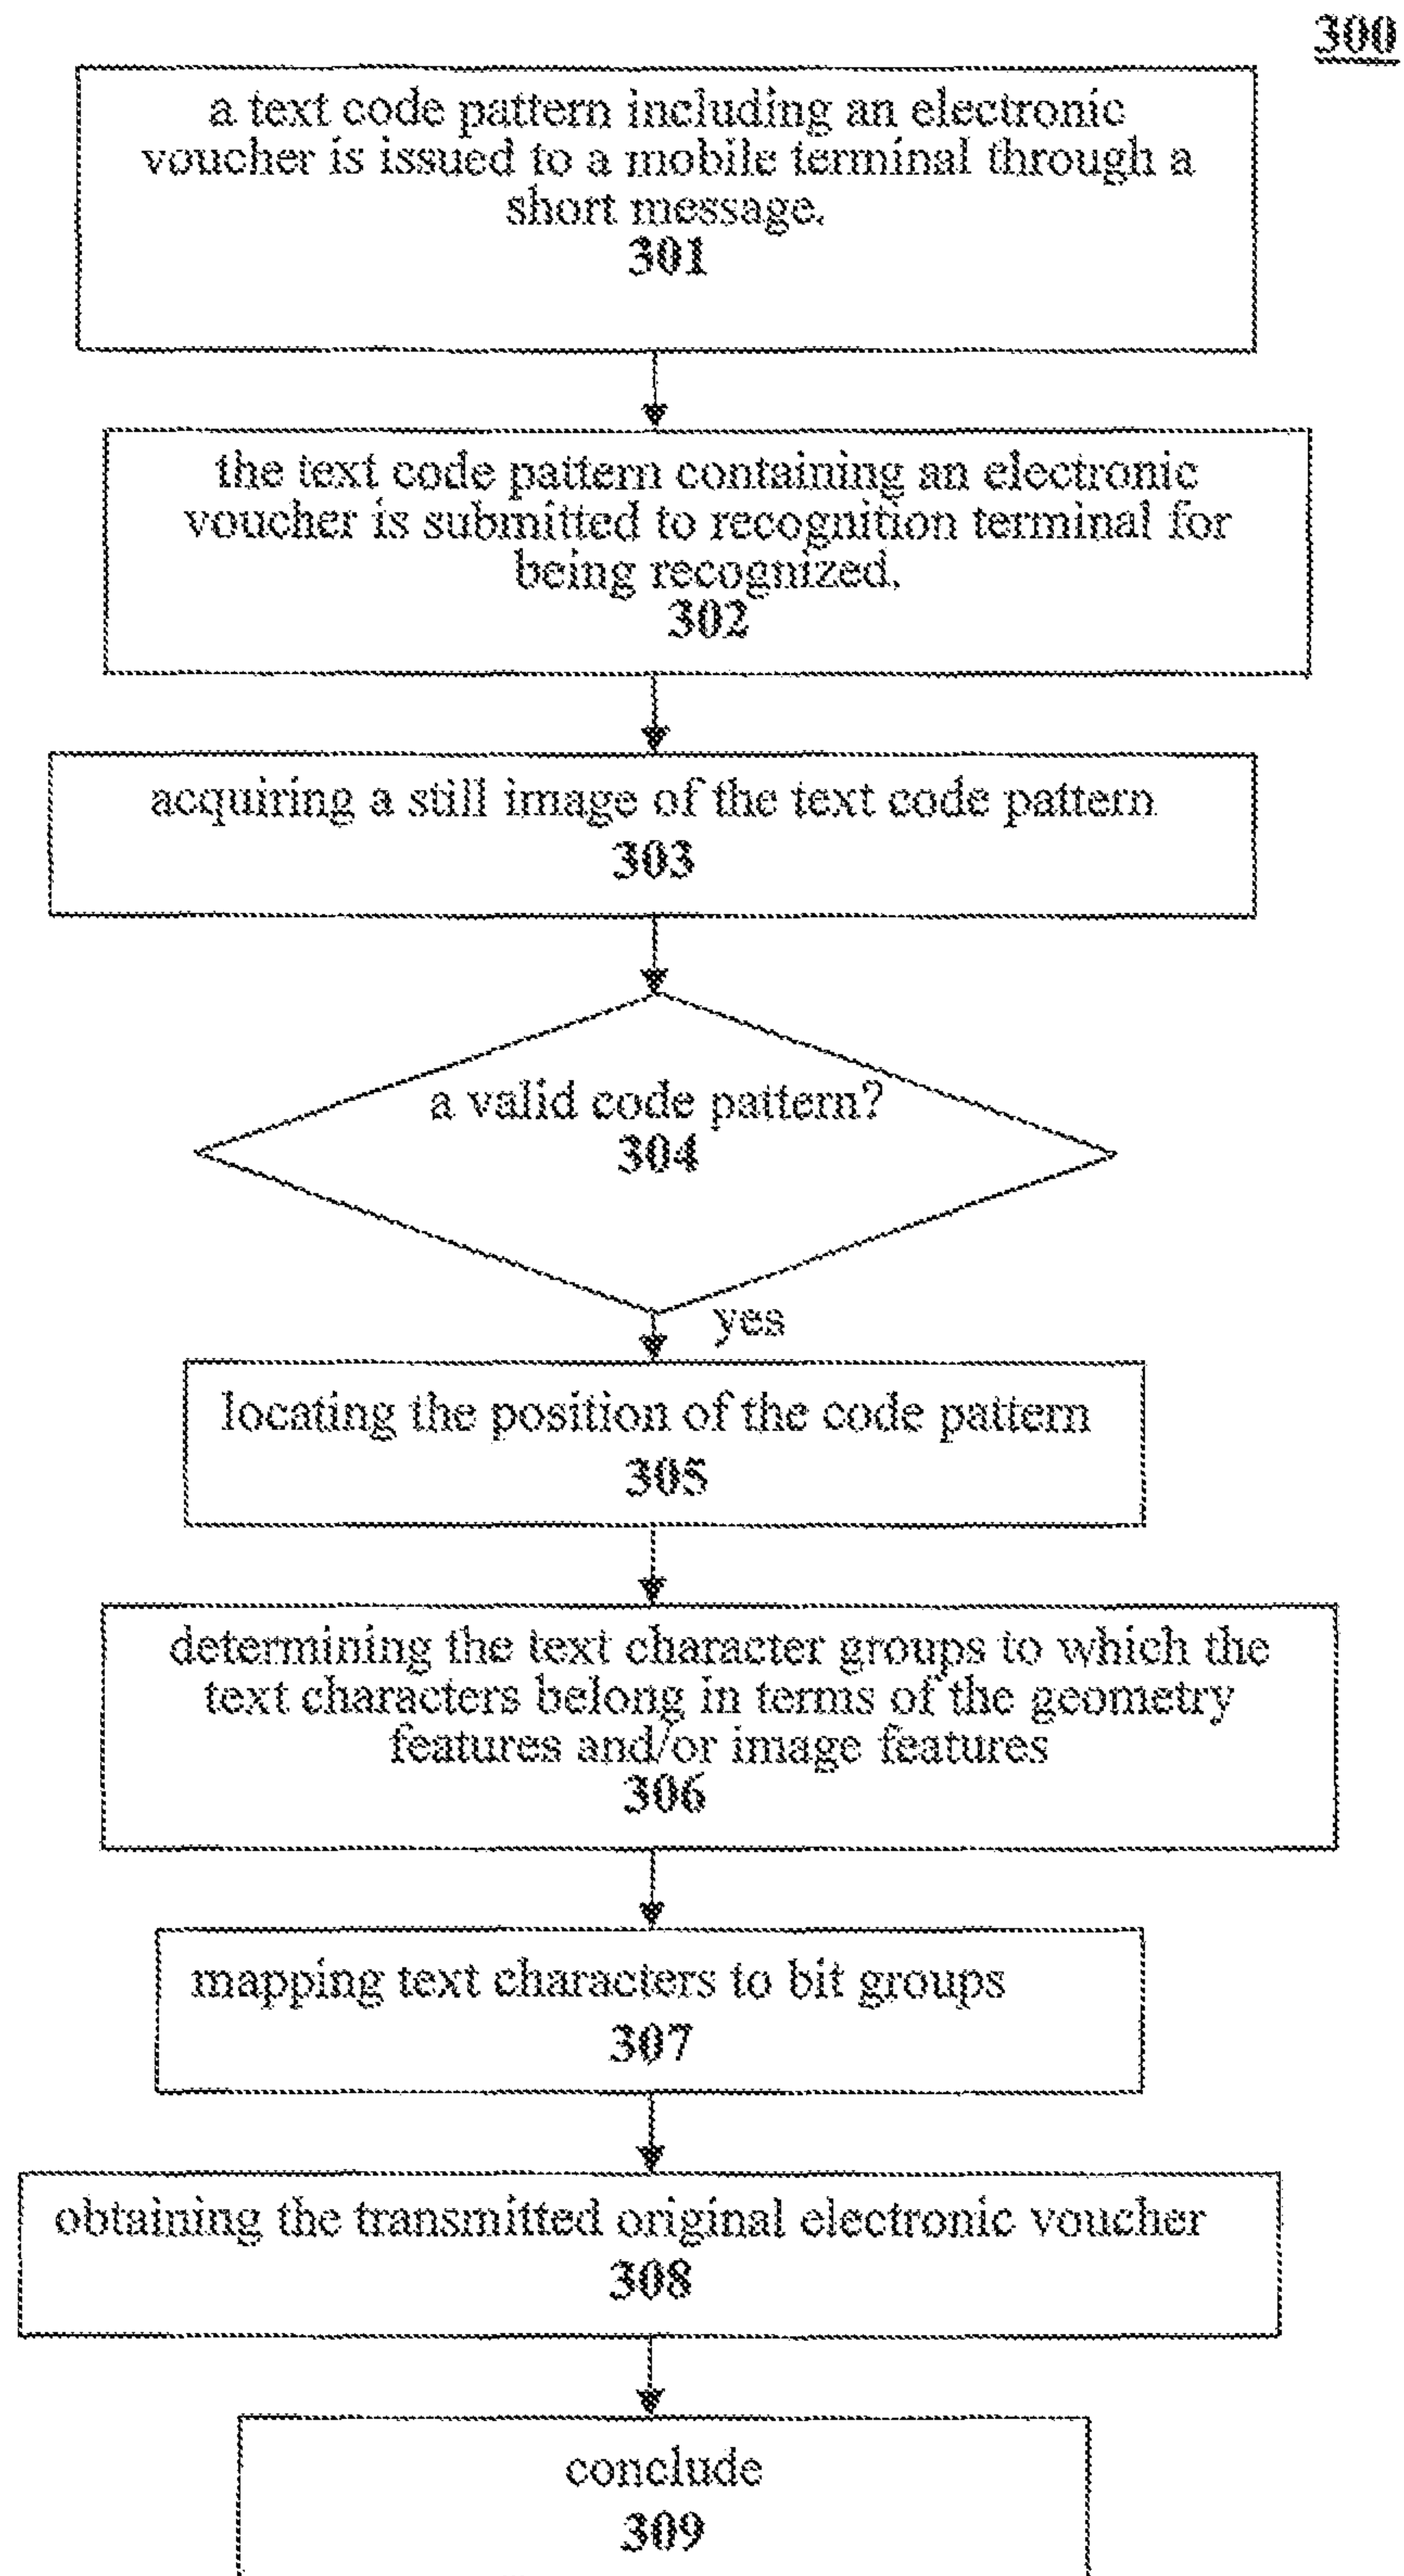 300
a text code pattern including an electronic
voucher is issued to a mobile terminal through a
short message.
301
the text code pattern containing an electronic
voucher is submitted to recognition terminal for
being recognized.
302
acquiring a still image of the text code pattern
303
a valid code pattern?
304
yes
locating the position of the code pattern
305
determining the text character groups to which the
text characters belong in terms of the geometry
features and/or image features
306
mapping text characters to bit groups
307
obtaining the transmitted original electronic voucher
308
conclude
309